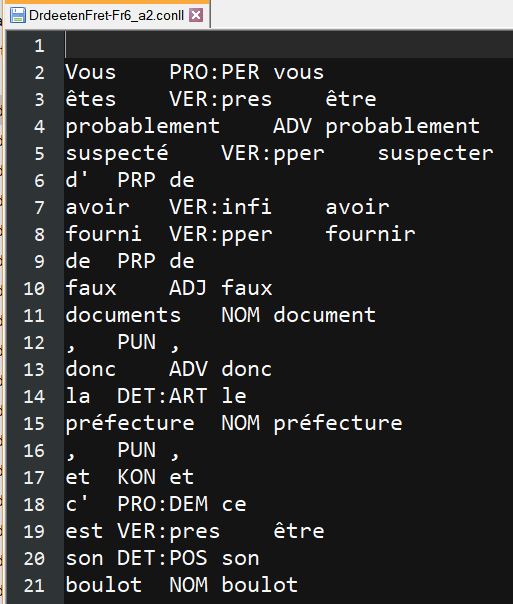 DrdeetenFret-Fr6_a2.conll
1
2 Vous PRO:PER vous
3 êtes VER:pres être
4 probablement ADV probablement
5 suspecté VER:pper suspecter
6 d' PRP de
7 avoir VER:infi avoir
8 fourni VER:pper fournir
9 de PRP de
10 faux ADJ faux
11 documents NOM document
12 , PUN ,
13 donc ADV donc
14 la DET:ART le
15 préfecture NOM préfecture
16 , PUN ,
17 et KON et
18 c' PRO:DEM ce
19 est VER:pres être
20 son DET:POS son
21 boulot NOM boulot